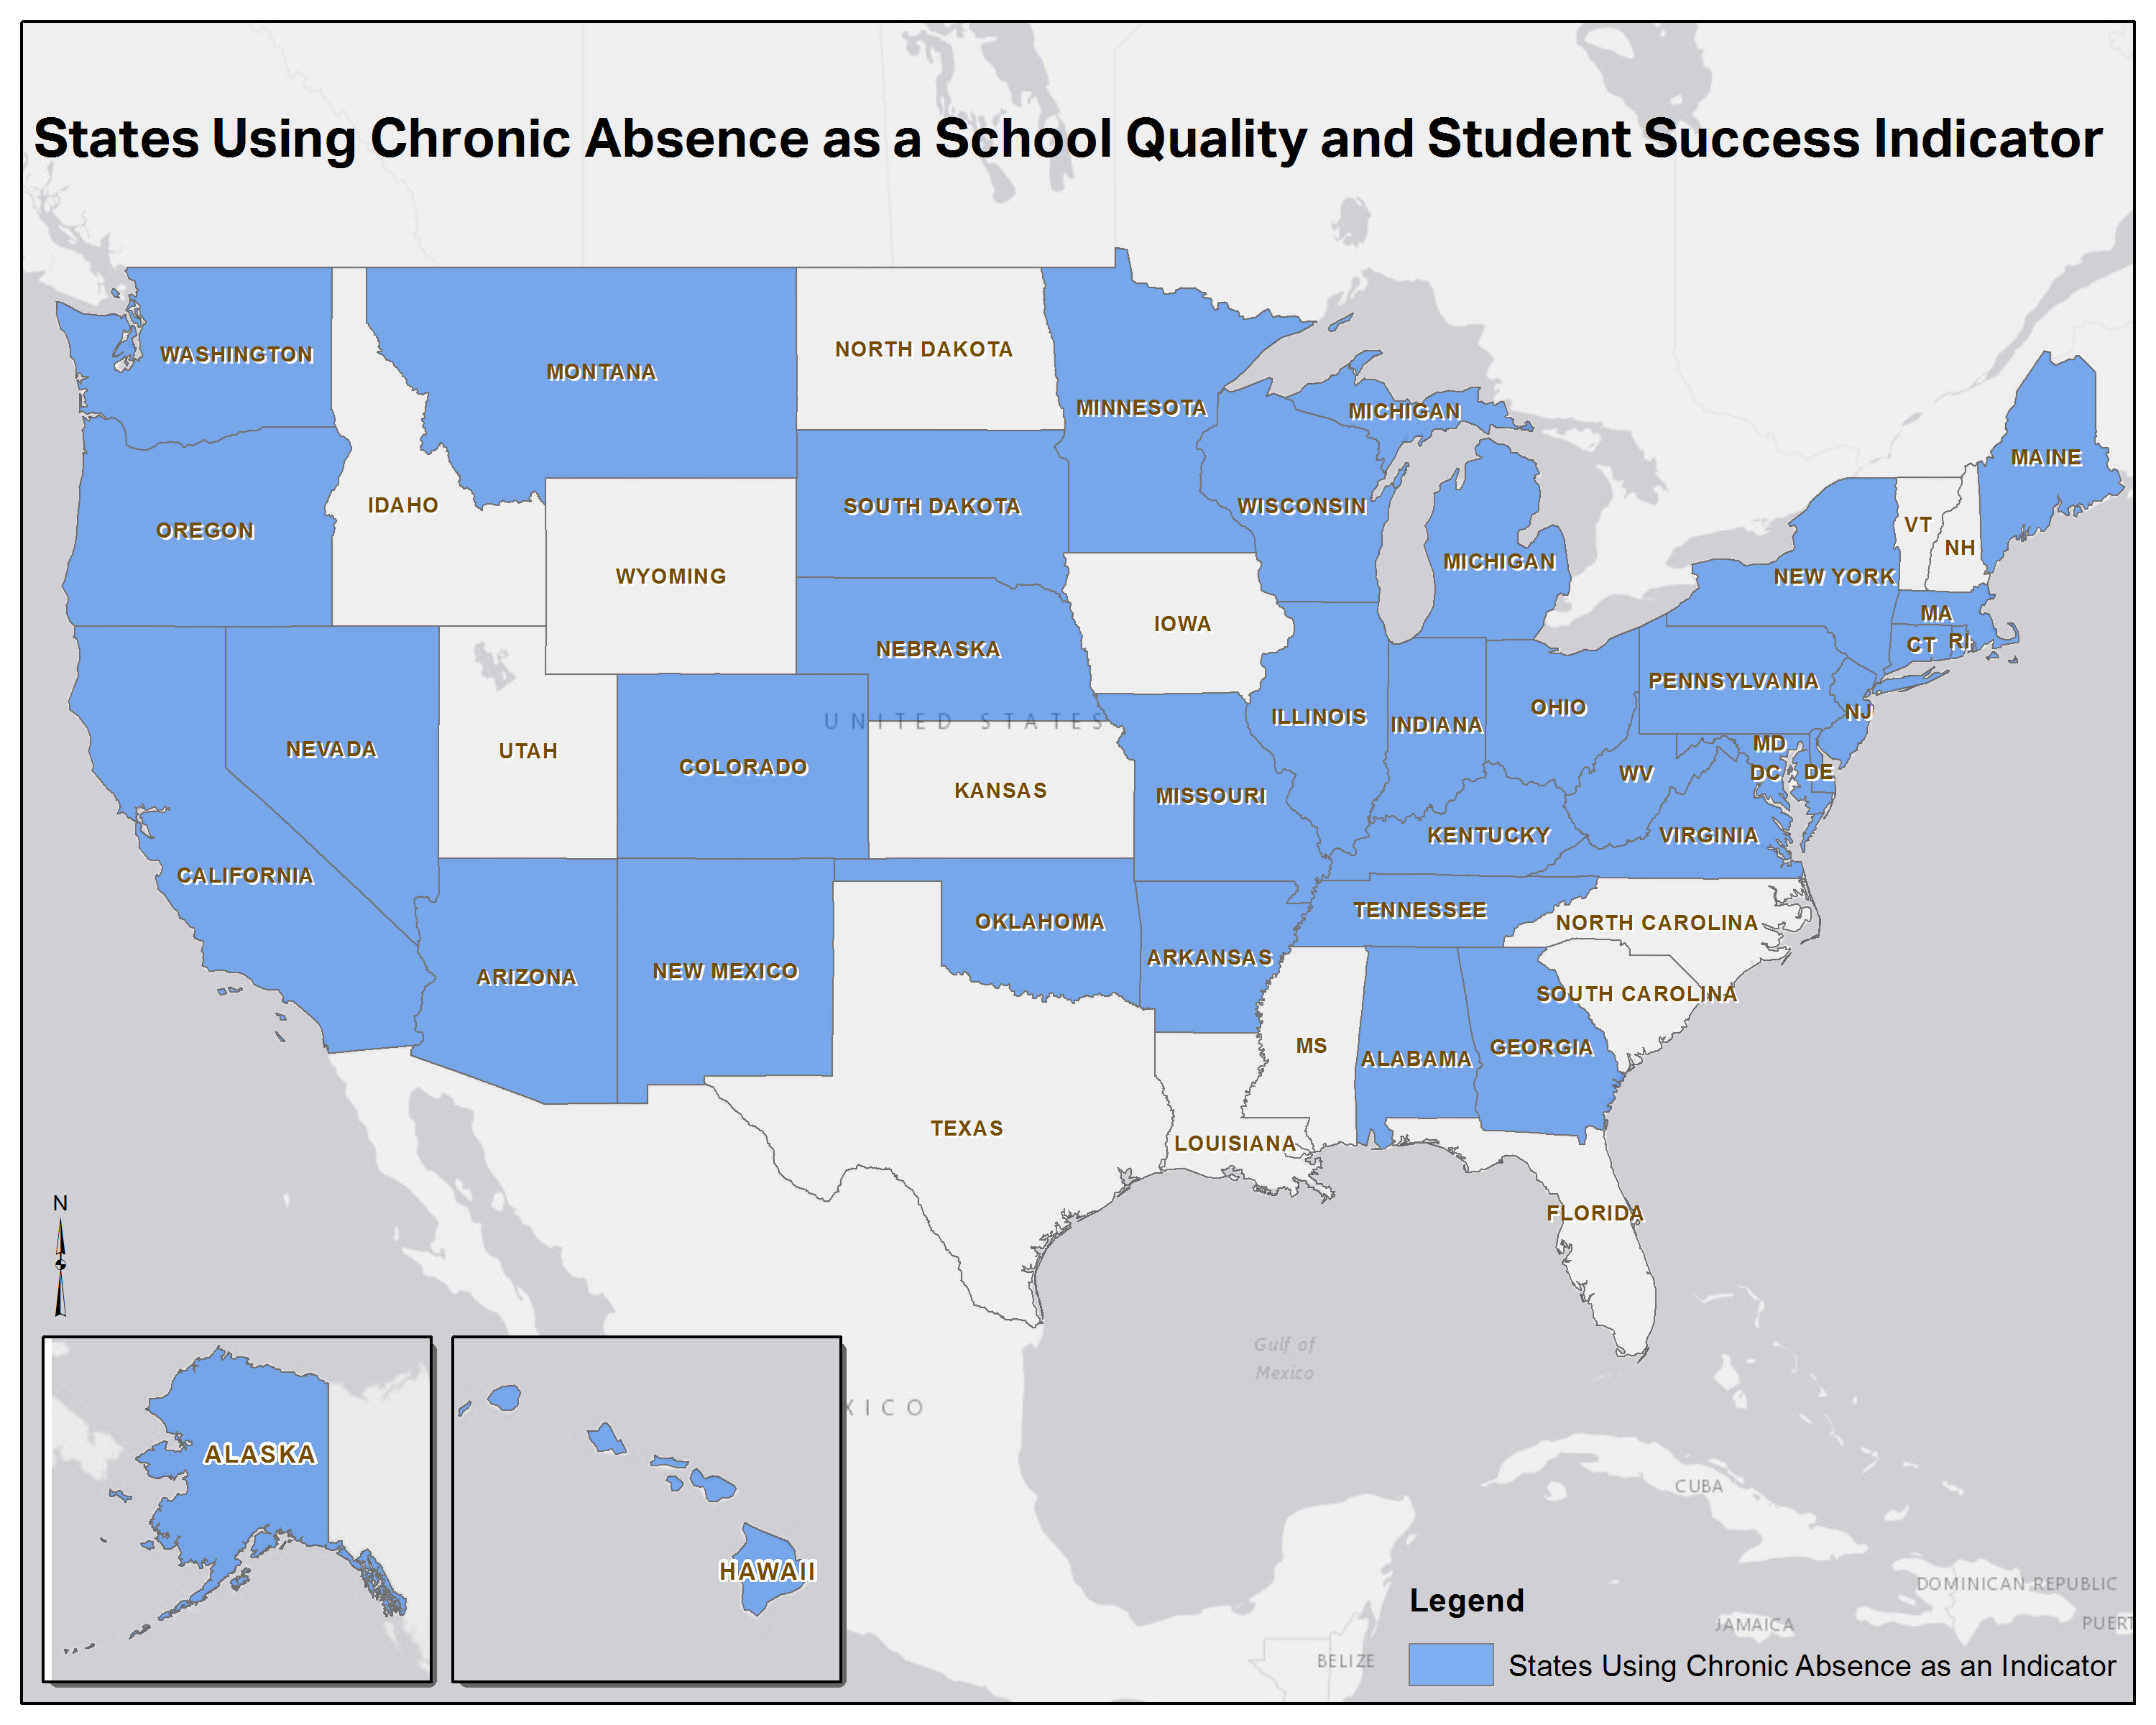 States Using Chronic Absence as a School Quality and Student Success Indicator
WASHINGTON
MONTANA
NORTH DAKOTA
MINNESOTA
MICHIGAN
MAINE
OREGON
IDAHO
SOUTH DAKOTA
WISCONSIN
VT
NH
WYOMING
MICHIGAN
NEW YORK
IOWA
MA
CT
RI
NEBRASKA
PENNSYLVANIA
NJ
UNITED STATES
ILLINOIS
INDIANA
OHIO
NEVADA
UTAH
COLORADO
KANSAS
MISSOURI
WV
MD
DC
DE
KENTUCKY
VIRGINIA
CALIFORNIA
TENNESSEE
NORTH CAROLINA
OKLAHOMA
ARKANSAS
ARIZONA
NEW MEXICO
SOUTH CAROLINA
MS
ALABAMA
GEORGIA
TEXAS
LOUISIANA
FLORIDA
N
Gulf of
Mexico
XICO
ALASKA
HAWAII
CUBA
DOMINICAN REPUBLIC
JAMAICA
PUERT
BELIZE
Legend
States Using Chronic Absence as an Indicator